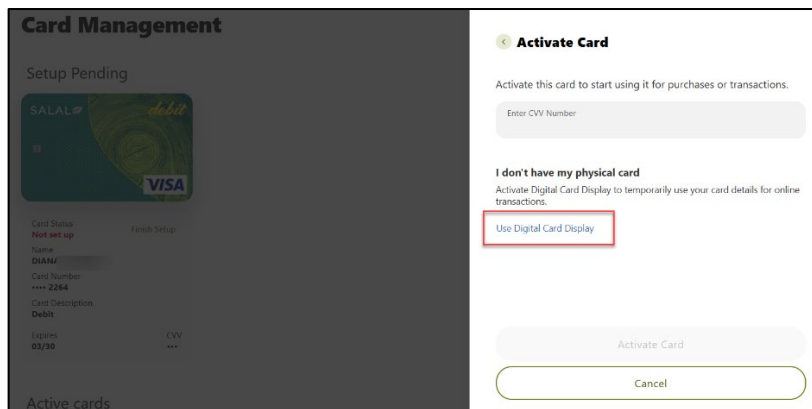 Card Management
Setup Pending
SALAL debit
VISA
Card Status
Not set up
Finish Setup
Name
DIANA
Card Number
•••• 2264
Card Description
Debit
Expires CVV
03/30 •••
Active cards
Activate Card
Activate this card to start using it for purchases or transactions.
Enter CVV Number
I don't have my physical card
Activate Digital Card Display to temporarily use your card details for online
transactions.
Use Digital Card Display
Activate Card
Cancel